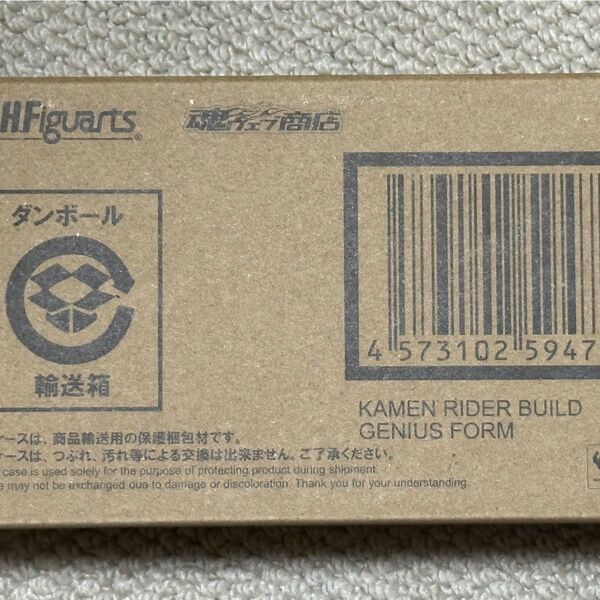 HFiguarts®
魂ウェブ商店
ダンボール
輸送箱
4 573102 5947
KAMEN RIDER BUILD
GENIUS FORM
ースは、商品輸送用の保護梱包材です。
ースは、つぶれ、汚れ等による交換は出来ません。ご了承ください。
case is used solely for the purpose of protecting product during shipment.
e may not be exchanged due to damage or discoloration. Thank you for your understanding.